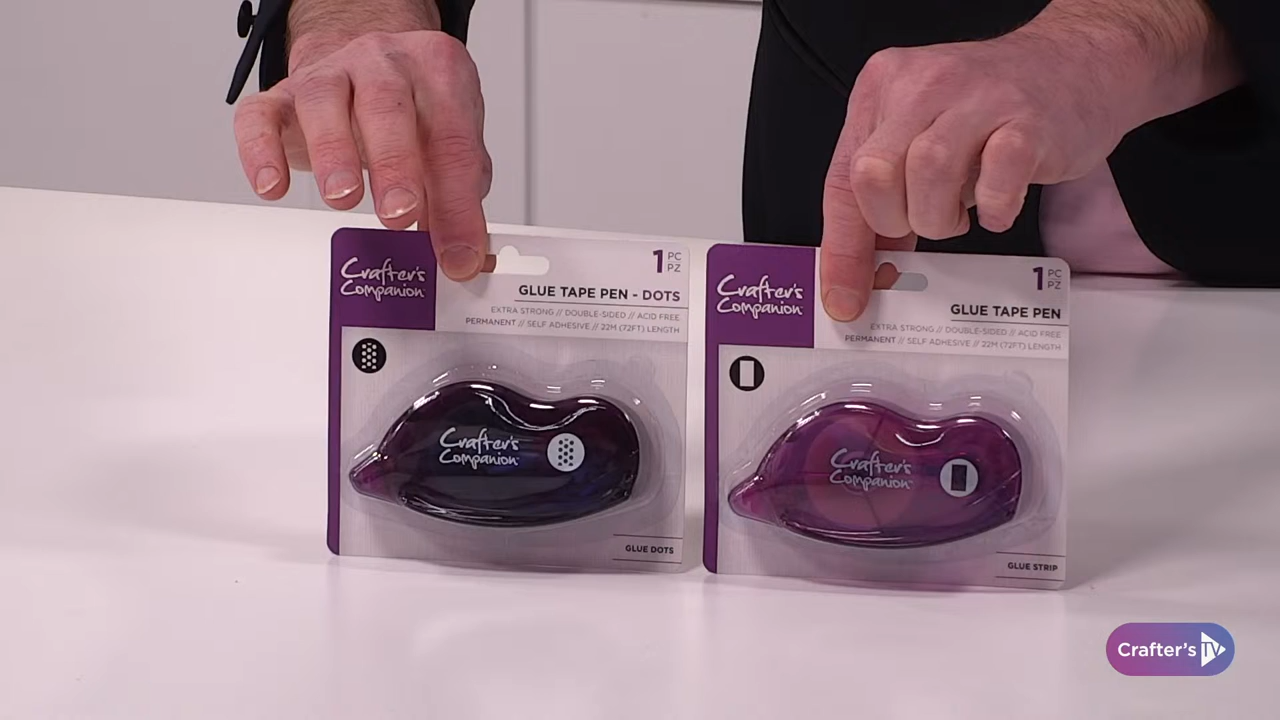 Crafter's
Companion
1 PC
PZ
GLUE TAPE PEN - DOTS
EXTRA STRONG // DOUBLE-SIDED // ACID FREE
PERMANENT // SELF ADHESIVE // 22M (72FT) LENGTH
Crafter's
Companion
GLUE DOTS
Crafter's
Companion
1 PC
PZ
GLUE TAPE PEN
EXTRA STRONG // DOUBLE-SIDED // ACID FREE
PERMANENT // SELF ADHESIVE // 22M (72FT) LENGTH
Crafter's
Companion
GLUE STRIP
Crafter's TV